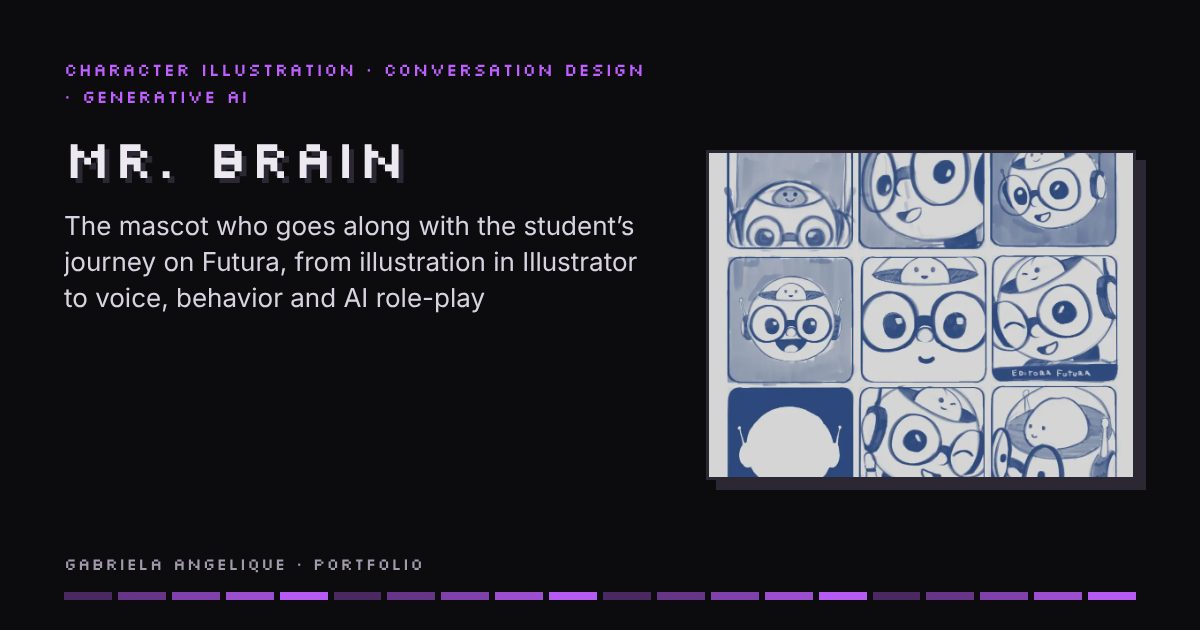 CHARACTER ILLUSTRATION · CONVERSATION DESIGN
· GENERATIVE AI
MR. BRAIN
The mascot who goes along with the student’s
journey on Futura, from illustration in Illustrator
to voice, behavior and AI role-play
EDITORA FUTURA
GABRIELA ANGELIQUE · PORTFOLIO